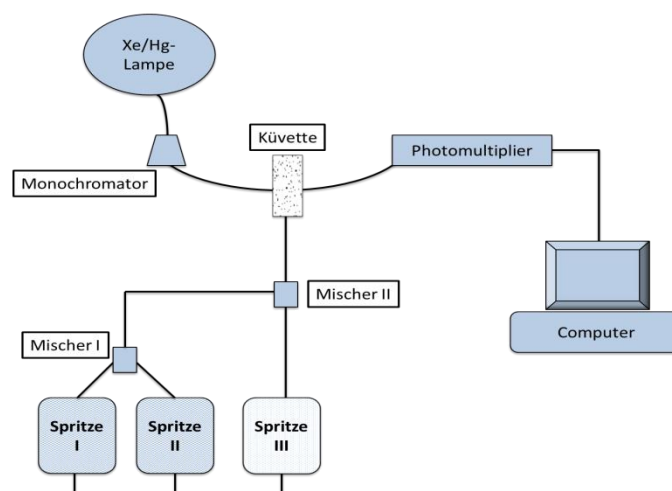 Xe/Hg-
Lampe
Küvette
Photomultiplier
Monochromator
Mischer II
Computer
Mischer I
Spritze
I
Spritze
II
Spritze
III